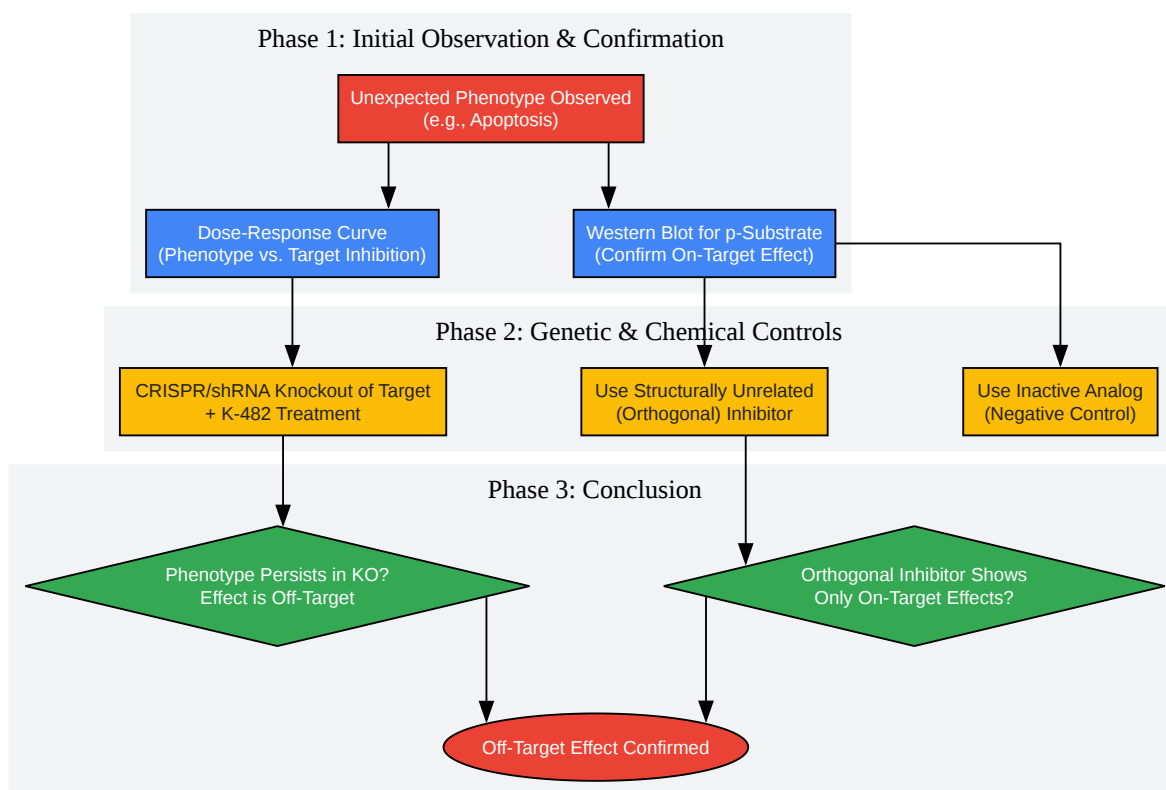 Phase 1: Initial Observation & Confirmation
Unexpected Phenotype Observed
(e.g., Apoptosis)
Dose-Response Curve
(Phenotype vs. Target Inhibition)
Western Blot for p-Substrate
(Confirm On-Target Effect)
Phase 2: Genetic & Chemical Controls
CRISPR/shRNA Knockout of Target
+ K-482 Treatment
Use Structurally Unrelated
(Orthogonal) Inhibitor
Use Inactive Analog
(Negative Control)
Phase 3: Conclusion
Phenotype Persists in KO?
Effect is Off-Target
Orthogonal Inhibitor Shows
Only On-Target Effects?
Off-Target Effect Confirmed